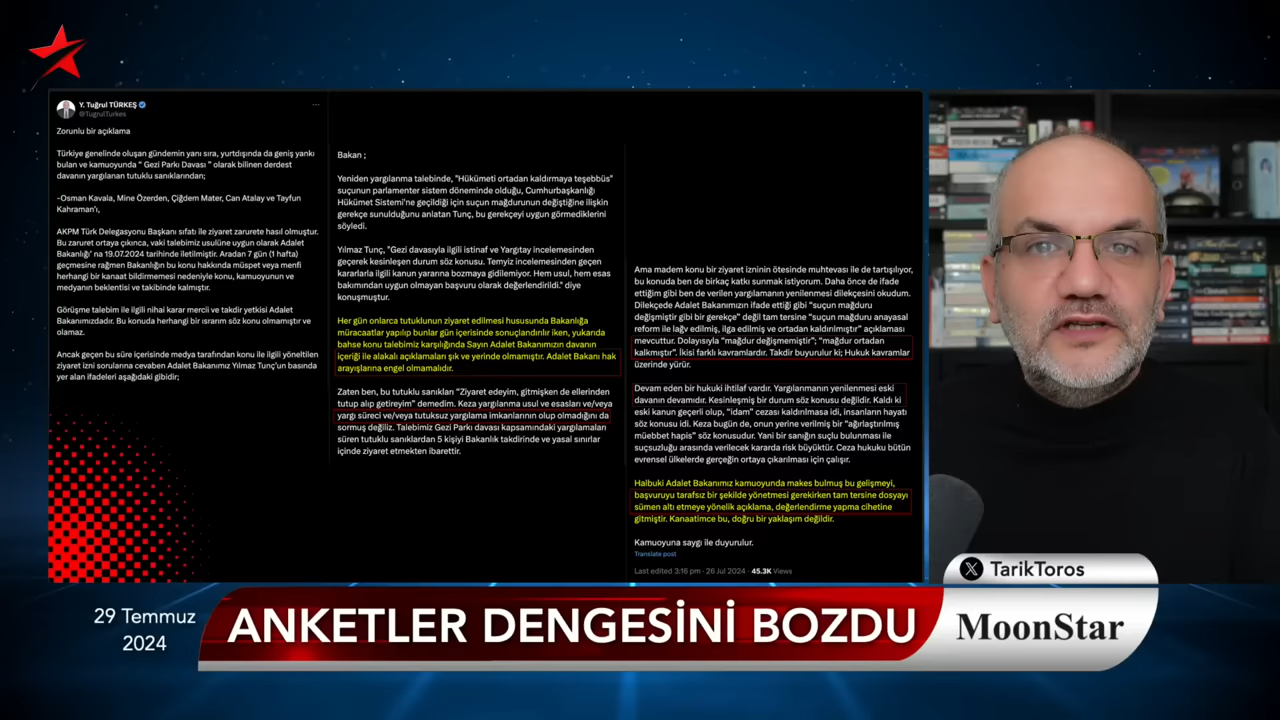 Y. Tuğrul TÜRKEŞ
@TugrulTurkes
Zorunlu bir açıklama
Türkiye genelinde oluşan gündemin yanı sıra, yurtdışında da geniş yankı
bulan ve kamuoyunda “ Gezi Parkı Davası ” olarak bilinen derdest
davanın yargılanan tutuklu sanıklarından;
-Osman Kavala, Mine Özerden, Çiğdem Mater, Can Atalay ve Tayfun
Kahraman’ı,
AKPM Türk Delegasyonu Başkanı sıfatı ile ziyaret zarurete hasıl olmuştur.
Bu zaruret ortaya çıkınca, vaki talebimiz usulüne uygun olarak Adalet
Bakanlığı’ na 19.07.2024 tarihinde iletilmiştir. Aradan 7 gün (1 hafta)
geçmesine rağmen Bakanlığın bu konu hakkında müspet veya menfi
herhangi bir kanaat bildirmemesi nedeniyle konu, kamuoyunun ve
medyanın beklentisi ve takibinde kalmıştır.
Görüşme talebim ile ilgili nihai karar mercii ve takdir yetkisi Adalet
Bakanımızdadır. Bu konuda herhangi bir ısrarım söz konu olmamıştır ve
olamaz.
Ancak geçen bu süre içerisinde medya tarafından konu ile ilgili yöneltilen
ziyaret izni sorularına cevaben Adalet Bakanımız Yılmaz Tunç’un basında
yer alan ifadeleri aşağıdaki gibidir;
Bakan ;
Yeniden yargılanma talebinde, "Hükümeti ortadan kaldırmaya teşebbüs"
suçunun parlamenter sistem döneminde olduğu, Cumhurbaşkanlığı
Hükümet Sistemi'ne geçildiği için suçun mağdurunun değiştiğine ilişkin
gerekçe sunulduğunu anlatan Tunç, bu gerekçeyi uygun görmediklerini
söyledi.
Yılmaz Tunç, "Gezi davasıyla ilgili istinaf ve Yargıtay incelemesinden
geçerek kesinleşen durum söz konusu. Temyiz incelemesinden geçen
kararlarla ilgili kanun yararına bozmaya gidilemiyor. Hem usul, hem esas
bakımından uygun olmayan başvuru olarak değerlendirildi." diye
konuşmuştur.
Her gün onlarca tutuklunun ziyaret edilmesi hususunda Bakanlığa
müracaatlar yapılıp bunlar gün içerisinde sonuçlandırılır iken, yukarıda
bahse konu talebimiz karşılığında Sayın Adalet Bakanımızın davanın
içeriği ile alakalı açıklamaları şık ve yerinde olmamıştır. Adalet Bakanı hak
arayışlarına engel olmamalıdır.
Zaten ben, bu tutuklu sanıkları “Ziyaret edeyim, gitmişken de ellerinden
tutup alıp getireyim” demedim. Keza yargılanma usul ve esasları ve/veya
yargı süreci ve/veya tutuksuz yargılama imkanlarının olup olmadığını da
sormuş değiliz. Talebimiz Gezi Parkı davası kapsamındaki yargılamaları
süren tutuklu sanıklardan 5 kişiyi Bakanlık takdirinde ve yasal sınırlar
içinde ziyaret etmekten ibarettir.
Ama madem konu bir ziyaret izninin ötesinde muhtevası ile de tartışılıyor,
bu konuda ben de birkaç katkı sunmak istiyorum. Daha önce de ifade
ettiğim gibi ben de verilen yargılamanın yenilenmesi dilekçesini okudum.
Dilekçede Adalet Bakanımızın ifade ettiği gibi “suçun mağduru
değişmiştir gibi bir gerekçe” değil tam tersine “suçun mağduru anayasal
reform ile lağv edilmiş, ilga edilmiş ve ortadan kaldırılmıştır” açıklaması
mevcuttur. Dolayısıyla “mağdur değişmemiştir”; “mağdur ortadan
kalkmıştır”. İkisi farklı kavramlardır. Takdir buyurulur ki; Hukuk kavramlar
üzerinde yürür.
Devam eden bir hukuki ihtilaf vardır. Yargılanmanın yenilenmesi eski
davanın devamıdır. Kesinleşmiş bir durum söz konusu değildir. Kaldı ki
eski kanun geçerli olup, “idam” cezası kaldırılmasa idi, insanların hayatı
söz konusu idi. Keza bugün de, onun yerine verilmiş bir “ağırlaştırılmış
müebbet hapis” söz konusudur. Yani bir sanığın suçlu bulunması ile
suçsuzluğu arasında verilecek kararda risk büyüktür. Ceza hukuku bütün
evrensel ülkelerde gerçeğin ortaya çıkarılması için çalışır.
Halbuki Adalet Bakanımız kamuoyunda makes bulmuş bu gelişmeyi,
başvuruyu tarafsız bir şekilde yönetmesi gerekirken tam tersine dosyayı
sümen altı etmeye yönelik açıklama, değerlendirme yapma cihetine
gitmiştir. Kanaatimce bu, doğru bir yaklaşım değildir.
Kamuoyuna saygı ile duyurulur.
Translate post
Last edited 3:16 pm · 26 Jul 2024 · 45.3K Views
TarikToros
29 Temmuz
2024
ANKETLER DENGESİNİ BOZDU
MoonStar